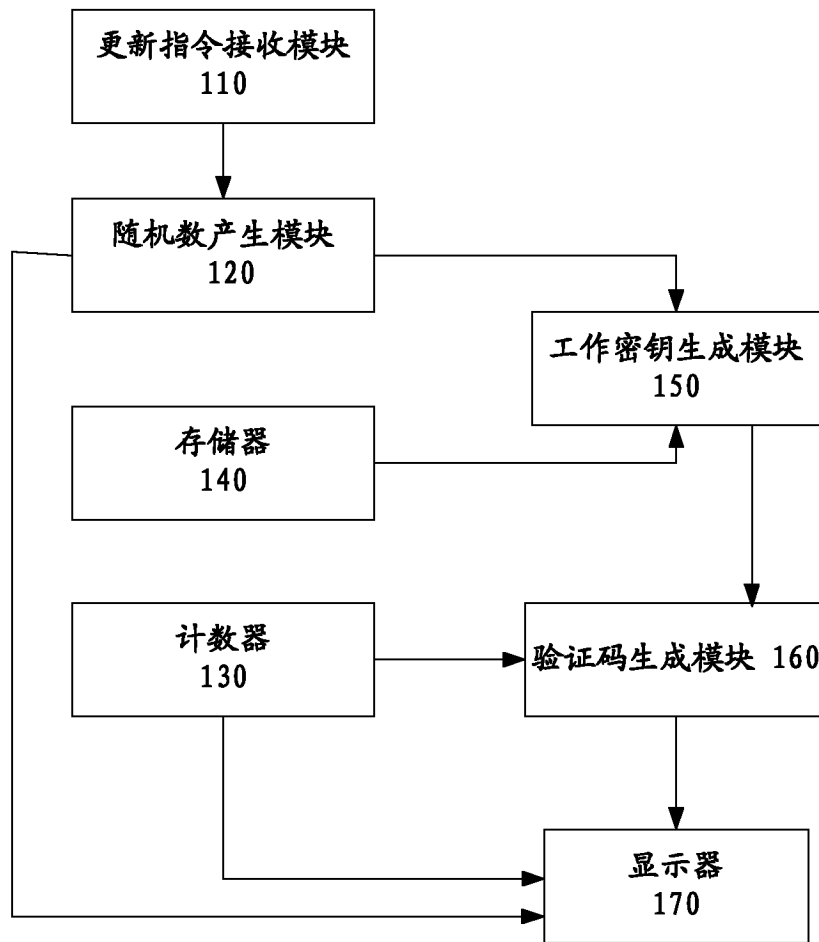 更新指令接收模块
110
随机数产生模块
120
工作密钥生成模块
150
存储器
140
计数器
130
验证码生成模块 160
显示器
170